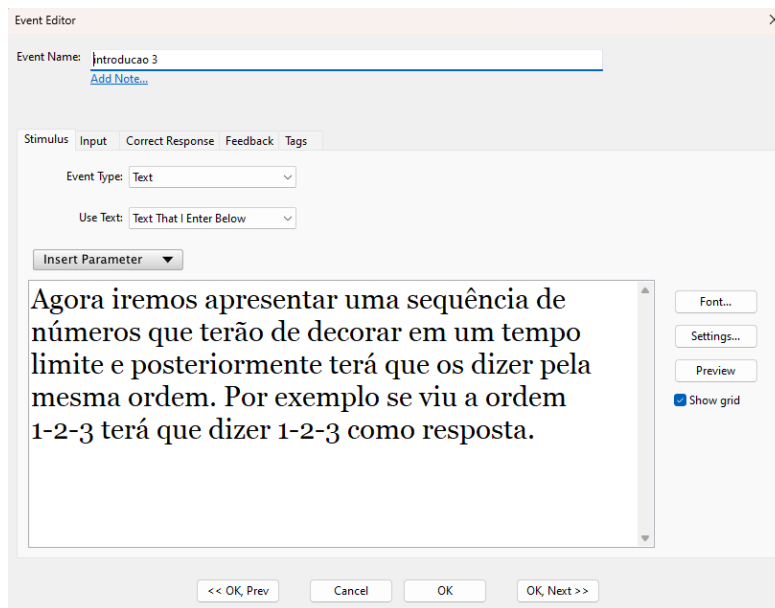 Event Editor
Event Name: introducao 3
Add Note...
Stimulus Input Correct Response Feedback Tags
Event Type: Text
Use Text: Text That I Enter Below
Insert Parameter
Agora iremos apresentar uma sequência de
números que terão de decorar em um tempo
limite e posteriormente terá que os dizer pela
mesma ordem. Por exemplo se viu a ordem
1-2-3 terá que dizer 1-2-3 como resposta.
Font...
Settings...
Preview
Show grid
<< OK, Prev Cancel OK OK, Next >>